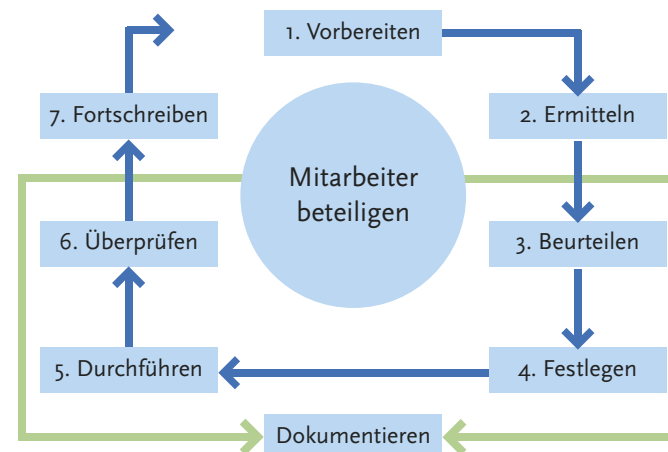 1. Vorbereiten
7. Fortschreiben
2. Ermitteln
Mitarbeiter
beteiligen
6. Überprüfen
3. Beurteilen
5. Durchführen
4. Festlegen
Dokumentieren